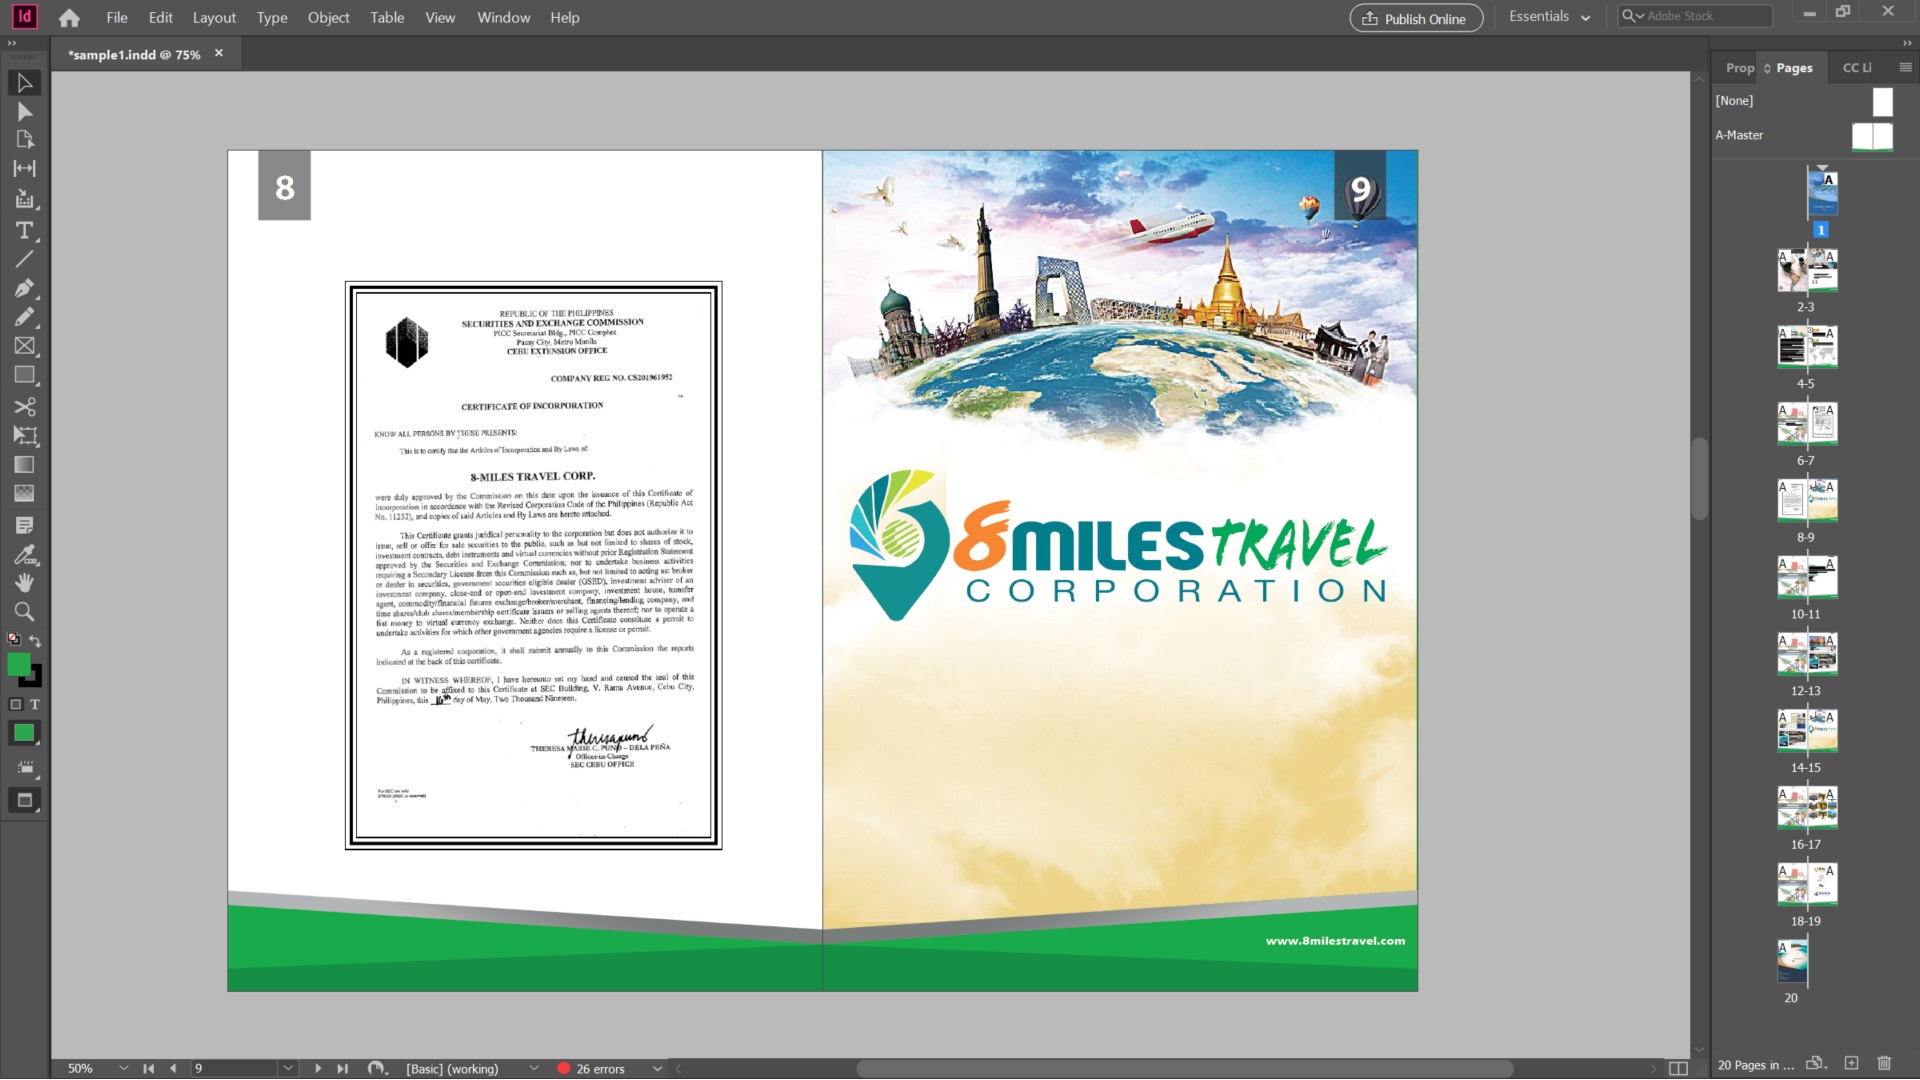 Id File Edit Layout Type Object Table View Window Help
Publish Online Essentials Adobe Stock
*sample1.indd @ 75%
Prop Pages CC Li
[None]
A-Master
8
9
REPUBLIC OF THE PHILIPPINES
SECURITIES AND EXCHANGE COMMISSION
PICC Secretariat Bldg., PICC Complex
Pasay City, Metro Manila
CEBU EXTENSION OFFICE
COMPANY REG NO. CS201961952
CERTIFICATE OF INCORPORATION
KNOW ALL PERSONS BY THESE PRESENTS:
This is to certify that the Articles of Incorporation and By Laws of
8-MILES TRAVEL CORP.
were duly approved by the Commission on this date upon the issuance of this Certificate of
Incorporation in accordance with the Revised Corporation Code of the Philippines (Republic Act
No. 11232), and copies of said Articles and By Laws are hereto attached.
This Certificate grants juridical personality to the corporation but does not authorize it to
issue, sell or offer for sale securities to the public, such as but not limited to shares of stock,
investment contracts, debt instruments and virtual currencies without prior Registration Statement
approved by the Securities and Exchange Commission; nor to undertake business activities
requiring a Secondary License from this Commission such as, but not limited to acting as: broker
or dealer in securities, government securities eligible dealer (GSED), investment advisor of an
investment company, close-end or open-end investment company, investment house, transfer
agent, commodity/financial futures exchange/broker/merchant, financing/lending company, and
time shares/club shares/membership certificate issuers or selling agents thereof; nor to operate a
fiat money to virtual currency exchange. Neither does this Certificate constitute a permit to
undertake activities for which other government agencies require a license or permit.
As a registered corporation, it shall submit annually to this Commission the reports
indicated at the back of this certificate.
IN WITNESS WHEREOF, I have hereunto set my hand and caused the seal of this
Commission to be affixed to this Certificate at SEC Building, V. Rama Avenue, Cebu City,
Philippines, this 16th day of May, Two Thousand Nineteen.
THERESA MARIE C. PUNO – DELA PEÑA
Officer-in-Charge
SEC CEBU OFFICE
8MILES TRAVEL
CORPORATION
www.8milestravel.com
A
1
A A
2-3
A A
4-5
A A
6-7
A A
8-9
A A
10-11
A A
12-13
A A
14-15
A A
16-17
A A
18-19
A
20
50% 9 [Basic] (working) 26 errors
20 Pages in ...